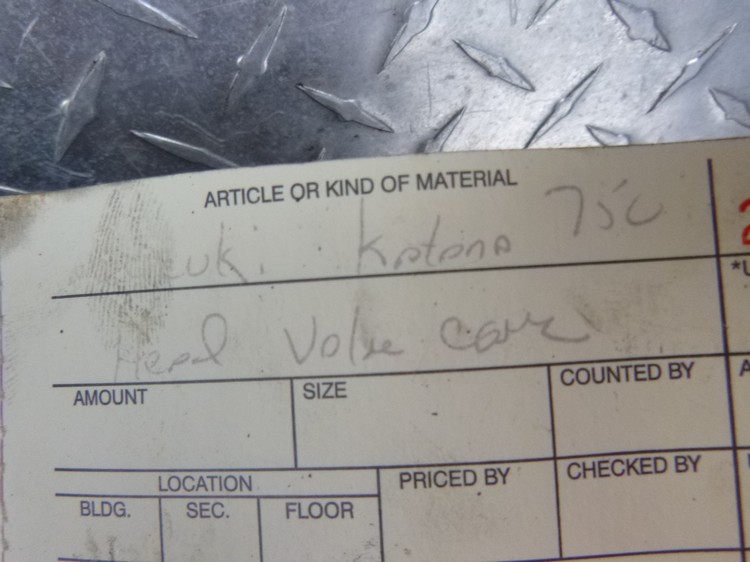 ARTICLE OR KIND OF MATERIAL
uki Katana 750
Head Valve Cover
AMOUNT SIZE COUNTED BY
LOCATION PRICED BY CHECKED BY
BLDG. SEC. FLOOR